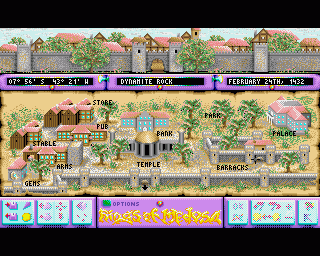 07° 56' S 43° 21' W
DYNAMITE ROCK
FEBRUARY 24TH, 1432
STORE
PUB
PARK
BANK
PALACE
STABLE
ARMS
TEMPLE
BARRACKS
GEMS
OPTIONS
Rings of Medusa